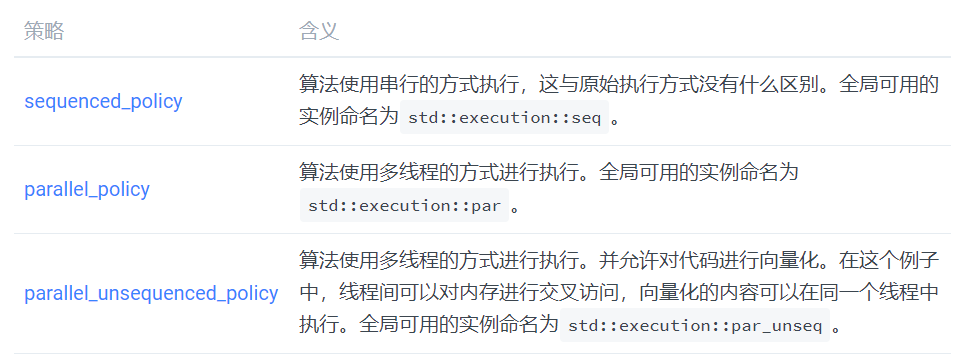 策略 含义
算法使用串行的方式执行，这与原始执行方式没有什么区别。全局可用的
sequenced_policy
实例命名为 std::execution::seq 。
算法使用多线程的方式进行执行。全局可用的实例命名为
parallel_policy
std::execution::par 。
算法使用多线程的方式进行执行。并允许对代码进行向量化。在这个例子
parallel_unsequenced_policy
中，线程间可以对内存进行交叉访问，向量化的内容可以在同一个线程中
执行。全局可用的实例命名为 std::execution::par_unseq 。